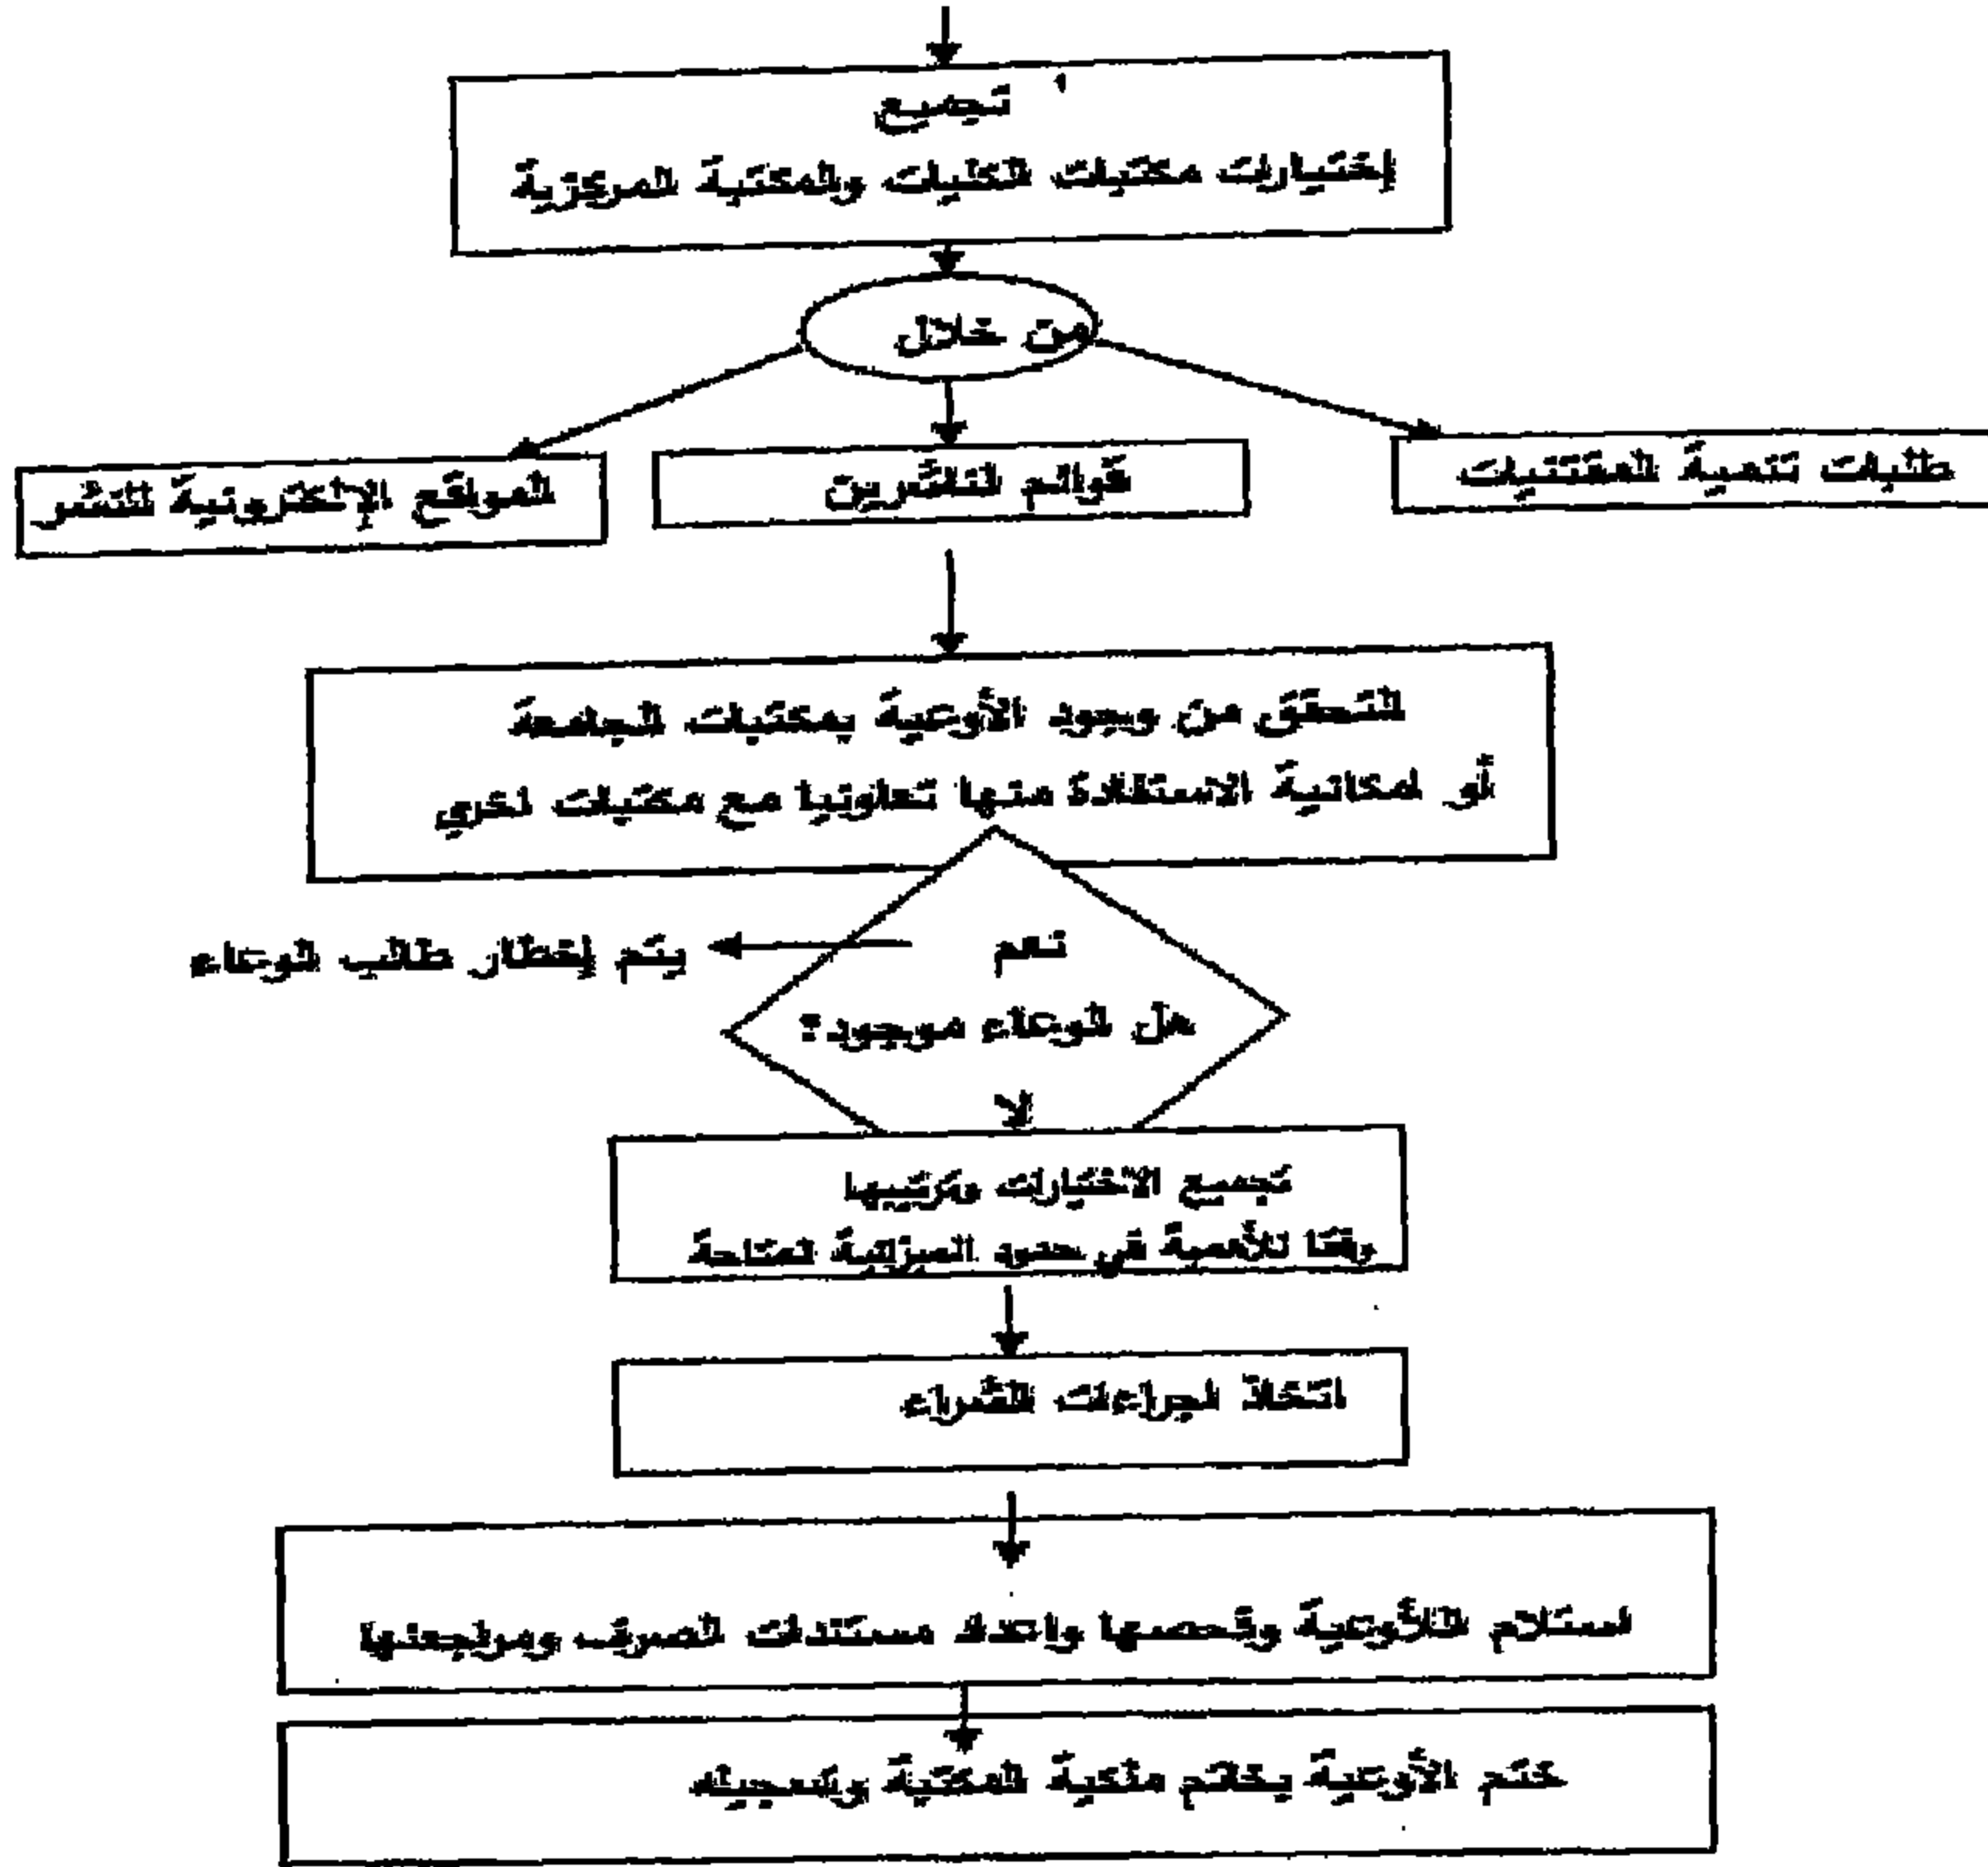 تجميع
إختيارات مكتبات الكليات والمكتبة المركزية
من خلال
طلبات تنمية المقتنيات
قوائم الناشرين
المواقع الإلكترونية للنشر
التحقق من وجود الأوعية بمكتبات الجامعة
أو امكانية الاستفادة منها تعاونيا مع مكتبات اخرى
نعم
يتم إخطار طالب الوعاء
هل الوعاء موجود؟
لا
تجميع الاختيارات وترتيبها
وفقا للأهمية في حدود الميزانية المتاحة
اتخاذ اجراءات الشراء
استلام الأوعية وفحصها واعداد مستندات الصرف ومراجعتها
ختم الأوعية بختم ملكية المكتبة وتسجيله